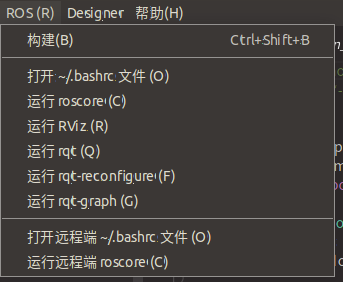 ROS (R) Designer 帮助(H)
构建(B) Ctrl+Shift+B
打开 ~/.bashrc 文件 (O)
运行 roscore (C)
运行 RViz (R)
运行 rqt (Q)
运行 rqt-reconfigure (F)
运行 rqt-graph (G)
打开远程端 ~/.bashrc 文件 (O)
运行远程端 roscore (C)